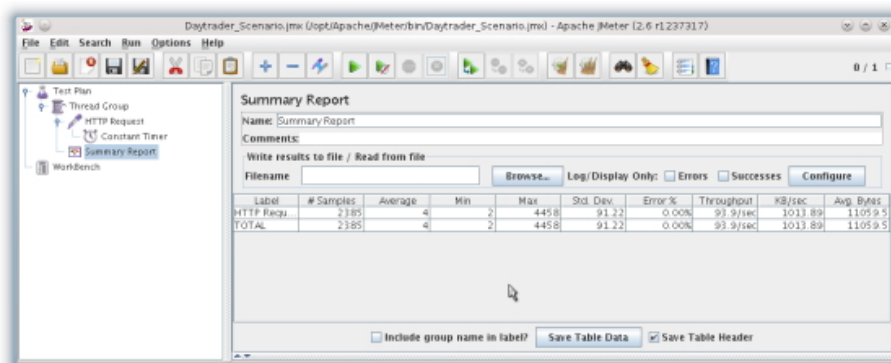 Daytrader_Scenario.jmx (/opt/Apache/JMeter/bin/Daytrader_Scenario.jmx) - Apache JMeter (2.6 r1237317)
File Edit Search Run Options Help
0 / 1
Test Plan
Thread Group
HTTP Request
Constant Timer
Summary Report
WorkBench
Summary Report
Name: Summary Report
Comments:
Write results to file / Read from file
Filename Browse... Log/Display Only: Errors Successes Configure
Label # Samples Average Min Max Std. Dev. Error % Throughput KB/sec Avg. Bytes
HTTP Requ... 2385 4 2 4458 91.22 0.00% 93.9/sec 1013.89 11059.5
TOTAL 2385 4 2 4458 91.22 0.00% 93.9/sec 1013.89 11059.5
Include group name in label? Save Table Data Save Table Header